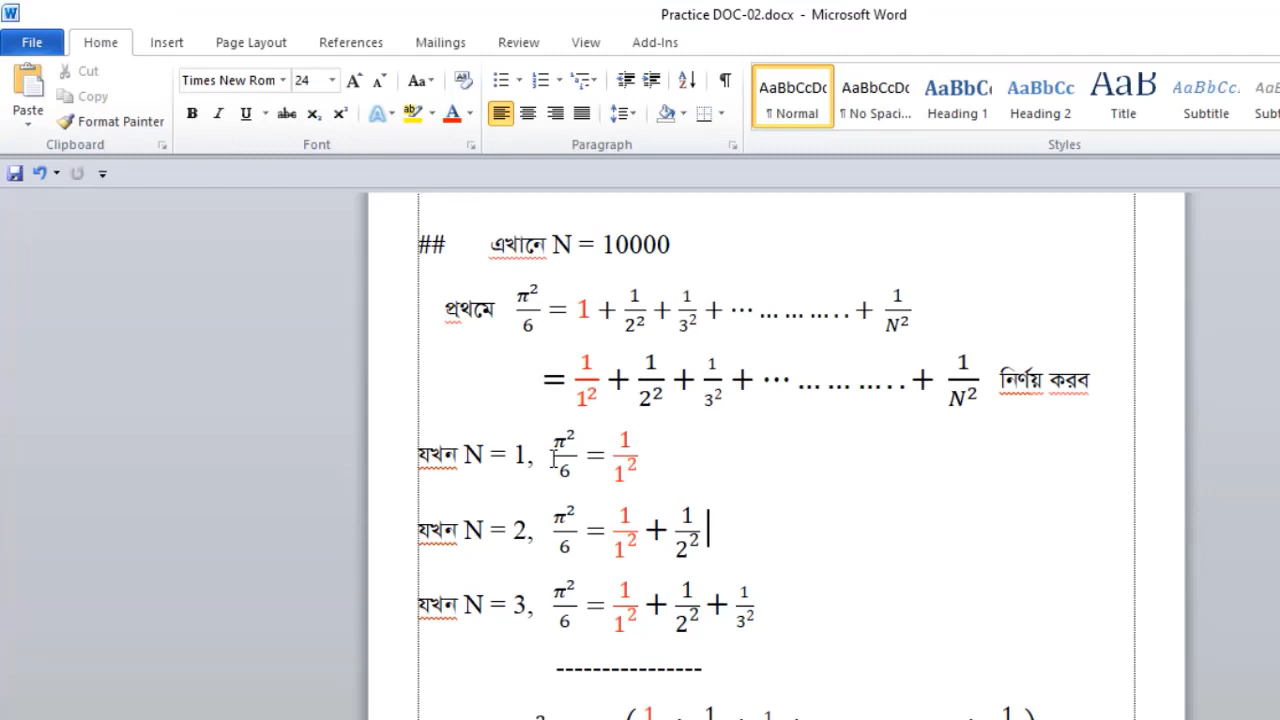 Practice DOC-02.docx - Microsoft Word
File Home Insert Page Layout References Mailings Review View Add-Ins
Paste Cut Copy Format Painter
Times New Rom 24
AaBbCcDc AaBbCcDc AaBbC AaBbCc AaB AaBbCc.
¶ Normal ¶ No Spaci... Heading 1 Heading 2 Title Subtitle
Clipboard Font Paragraph Styles
## এখানে N = 10000
প্রথমে π²/6 = 1 + 1/2² + 1/3² + ⋯ … … … . . + 1/N²
= 1/1² + 1/2² + 1/3² + ⋯ … … … . . + 1/N² নির্ণয় করব
যখন N = 1, π²/6 = 1/1²
যখন N = 2, π²/6 = 1/1² + 1/2²
যখন N = 3, π²/6 = 1/1² + 1/2² + 1/3²
----------------